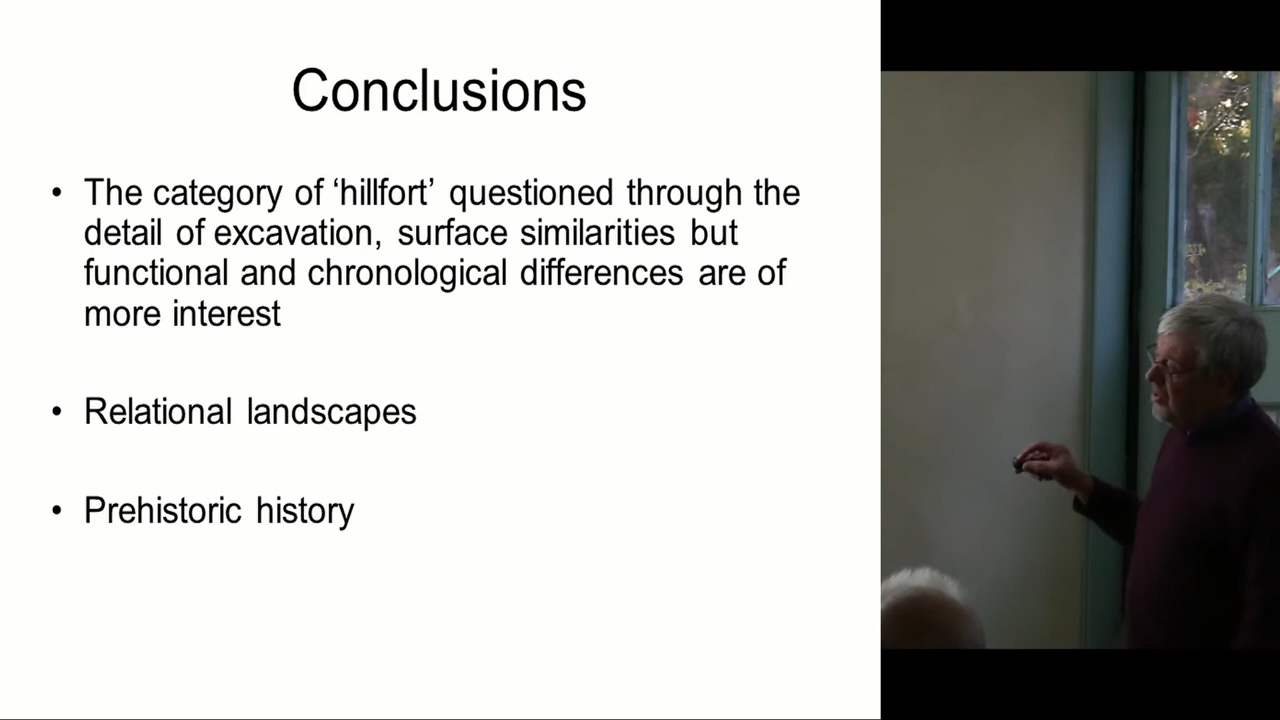 Conclusions
• The category of ‘hillfort’ questioned through the
detail of excavation, surface similarities but
functional and chronological differences are of
more interest
• Relational landscapes
• Prehistoric history